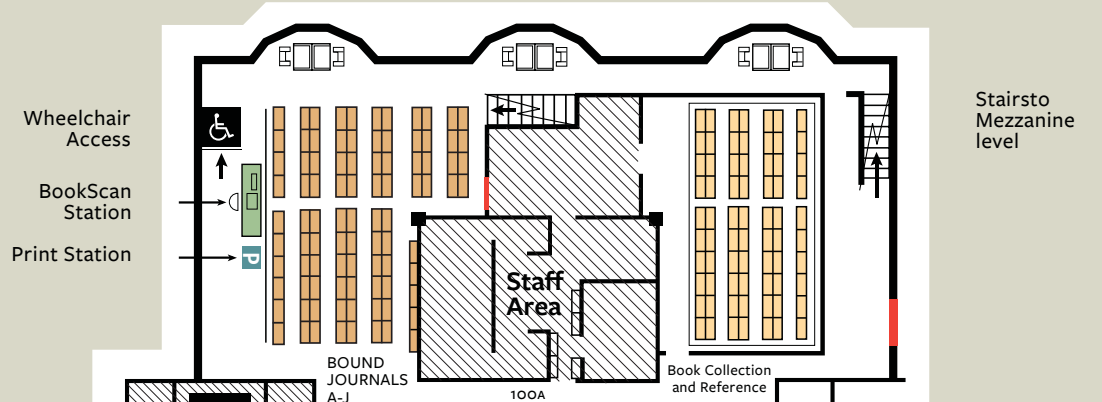 Wheelchair
Access
BookScan
Station
Print Station
P
Stairsto
Mezzanine
level
Staff
Area
BOUND
JOURNALS
A-J
100A
Book Collection
and Reference